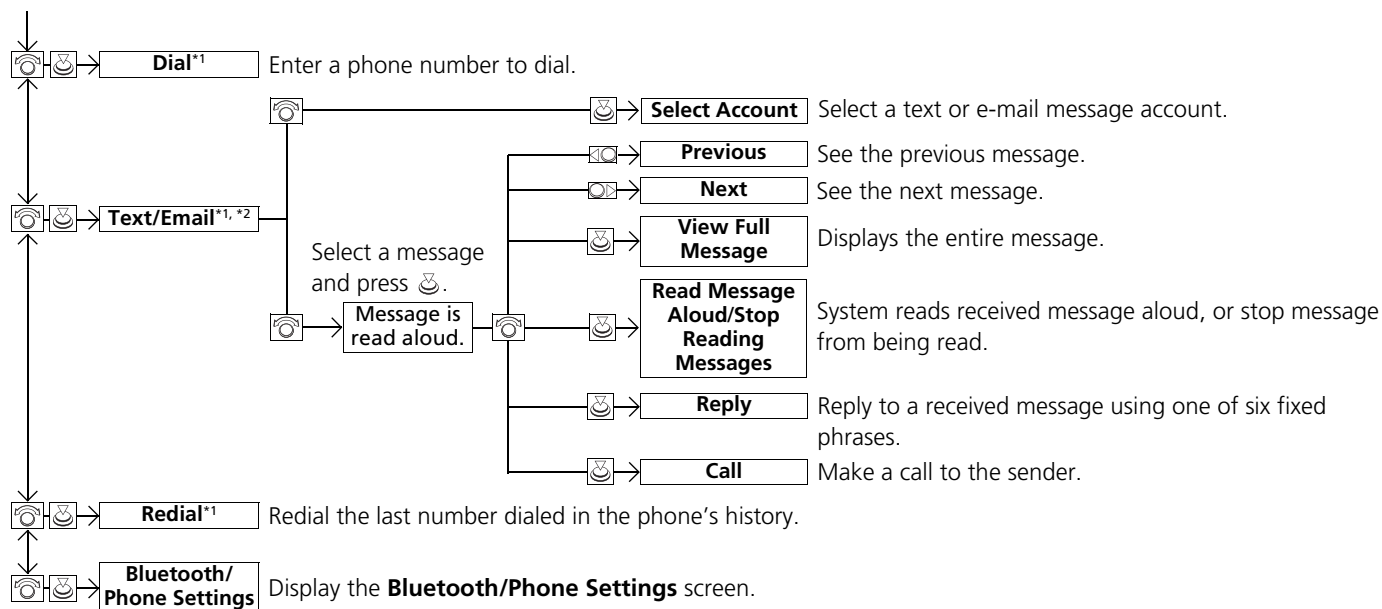 Dial*1 Enter a phone number to dial.
Select Account Select a text or e-mail message account.
Previous See the previous message.
Next See the next message.
Text/Email*1, *2
View Full
Message
Displays the entire message.
Select a message
and press .
Message is
read aloud.
Read Message
Aloud/Stop
Reading
Messages
System reads received message aloud, or stop message
from being read.
Reply Reply to a received message using one of six fixed
phrases.
Call Make a call to the sender.
Redial*1 Redial the last number dialed in the phone’s history.
Bluetooth/
Phone Settings
Display the Bluetooth/Phone Settings screen.